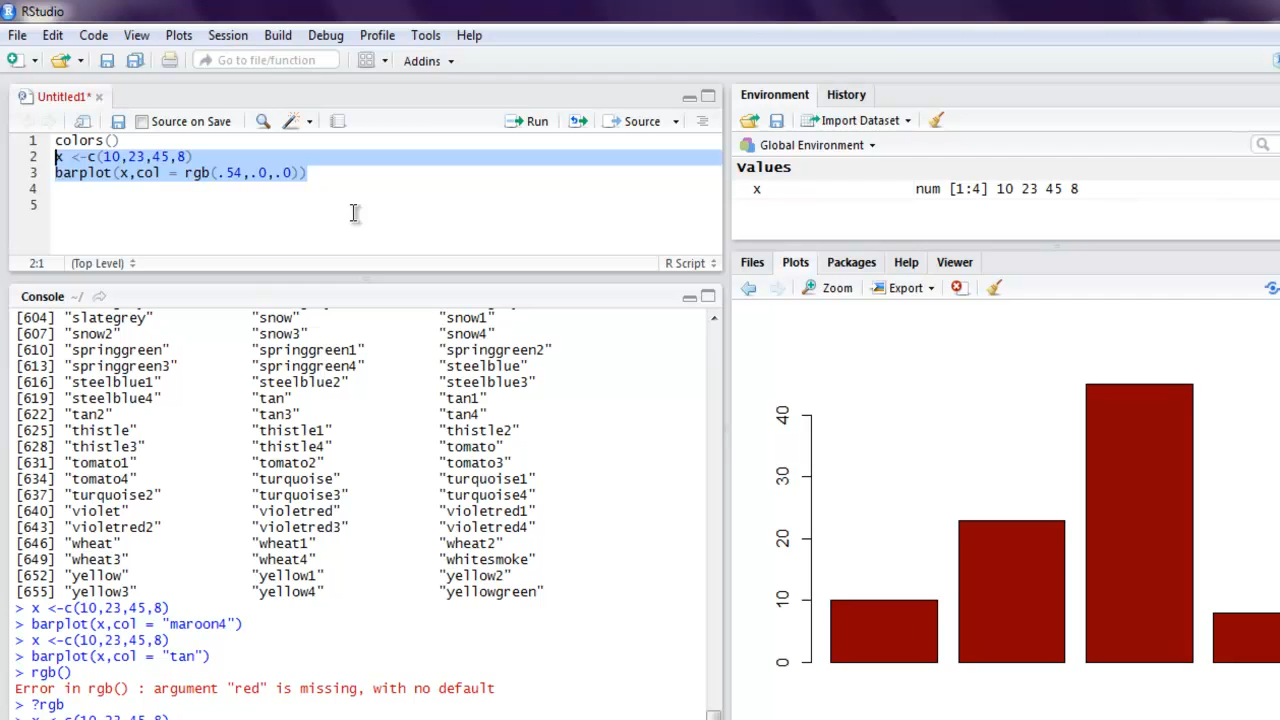 RStudio
File Edit Code View Plots Session Build Debug Profile Tools Help
Go to file/function Addins
Untitled1*
Source on Save Run Source
1 colors()
2 x <-c(10,23,45,8)
3 barplot(x,col = rgb(.54,.0,.0))
4
5
2:1 (Top Level) R Script
Console ~/
[604] "slategrey" "snow" "snow1"
[607] "snow2" "snow3" "snow4"
[610] "springgreen" "springgreen1" "springgreen2"
[613] "springgreen3" "springgreen4" "steelblue"
[616] "steelblue1" "steelblue2" "steelblue3"
[619] "steelblue4" "tan" "tan1"
[622] "tan2" "tan3" "tan4"
[625] "thistle" "thistle1" "thistle2"
[628] "thistle3" "thistle4" "tomato"
[631] "tomato1" "tomato2" "tomato3"
[634] "tomato4" "turquoise" "turquoise1"
[637] "turquoise2" "turquoise3" "turquoise4"
[640] "violet" "violetred" "violetred1"
[643] "violetred2" "violetred3" "violetred4"
[646] "wheat" "wheat1" "wheat2"
[649] "wheat3" "wheat4" "whitesmoke"
[652] "yellow" "yellow1" "yellow2"
[655] "yellow3" "yellow4" "yellowgreen"
> x <-c(10,23,45,8)
> barplot(x,col = "maroon4")
> x <-c(10,23,45,8)
> barplot(x,col = "tan")
> rgb()
Error in rgb() : argument "red" is missing, with no default
> ?rgb
> x <-c(10,23,45,8)
Environment History
Import Dataset
Global Environment
Values
x num [1:4] 10 23 45 8
Files Plots Packages Help Viewer
Zoom Export
40
30
20
10
0